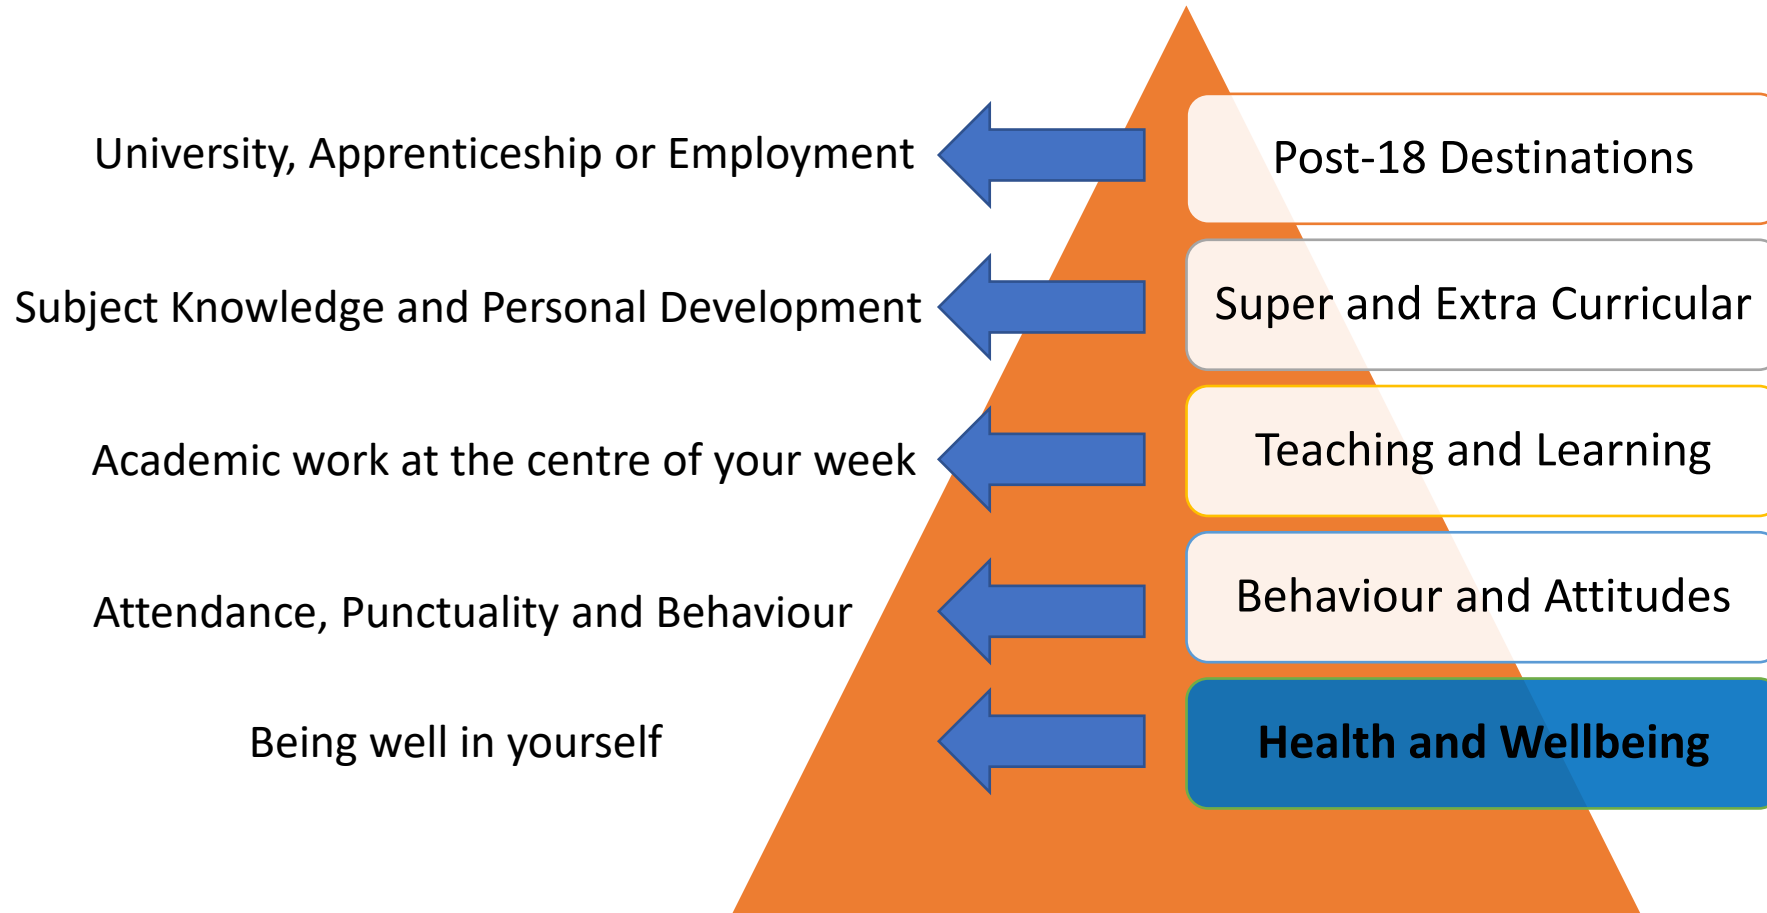 University, Apprenticeship or Employment
Post-18 Destinations
Subject Knowledge and Personal Development
Super and Extra Curricular
Academic work at the centre of your week
Teaching and Learning
Attendance, Punctuality and Behaviour
Behaviour and Attitudes
Being well in yourself
Health and Wellbeing